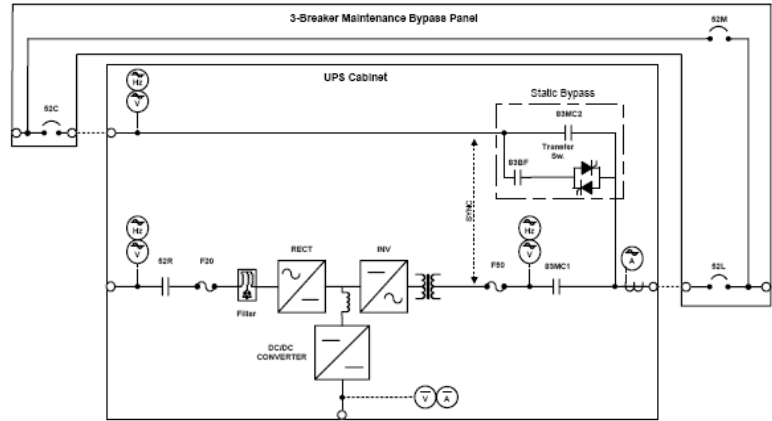 3-Breaker Maintenance Bypass Panel
52M
UPS Cabinet
Hz
V
52C
Static Bypass
83MC2
Transfer
Sw.
83BF
SYNC
Hz
V
52R
F20
RECT
INV
Hz
V
F50
83MC1
A
52L
Filler
DC/DC
CONVERTER
V
A